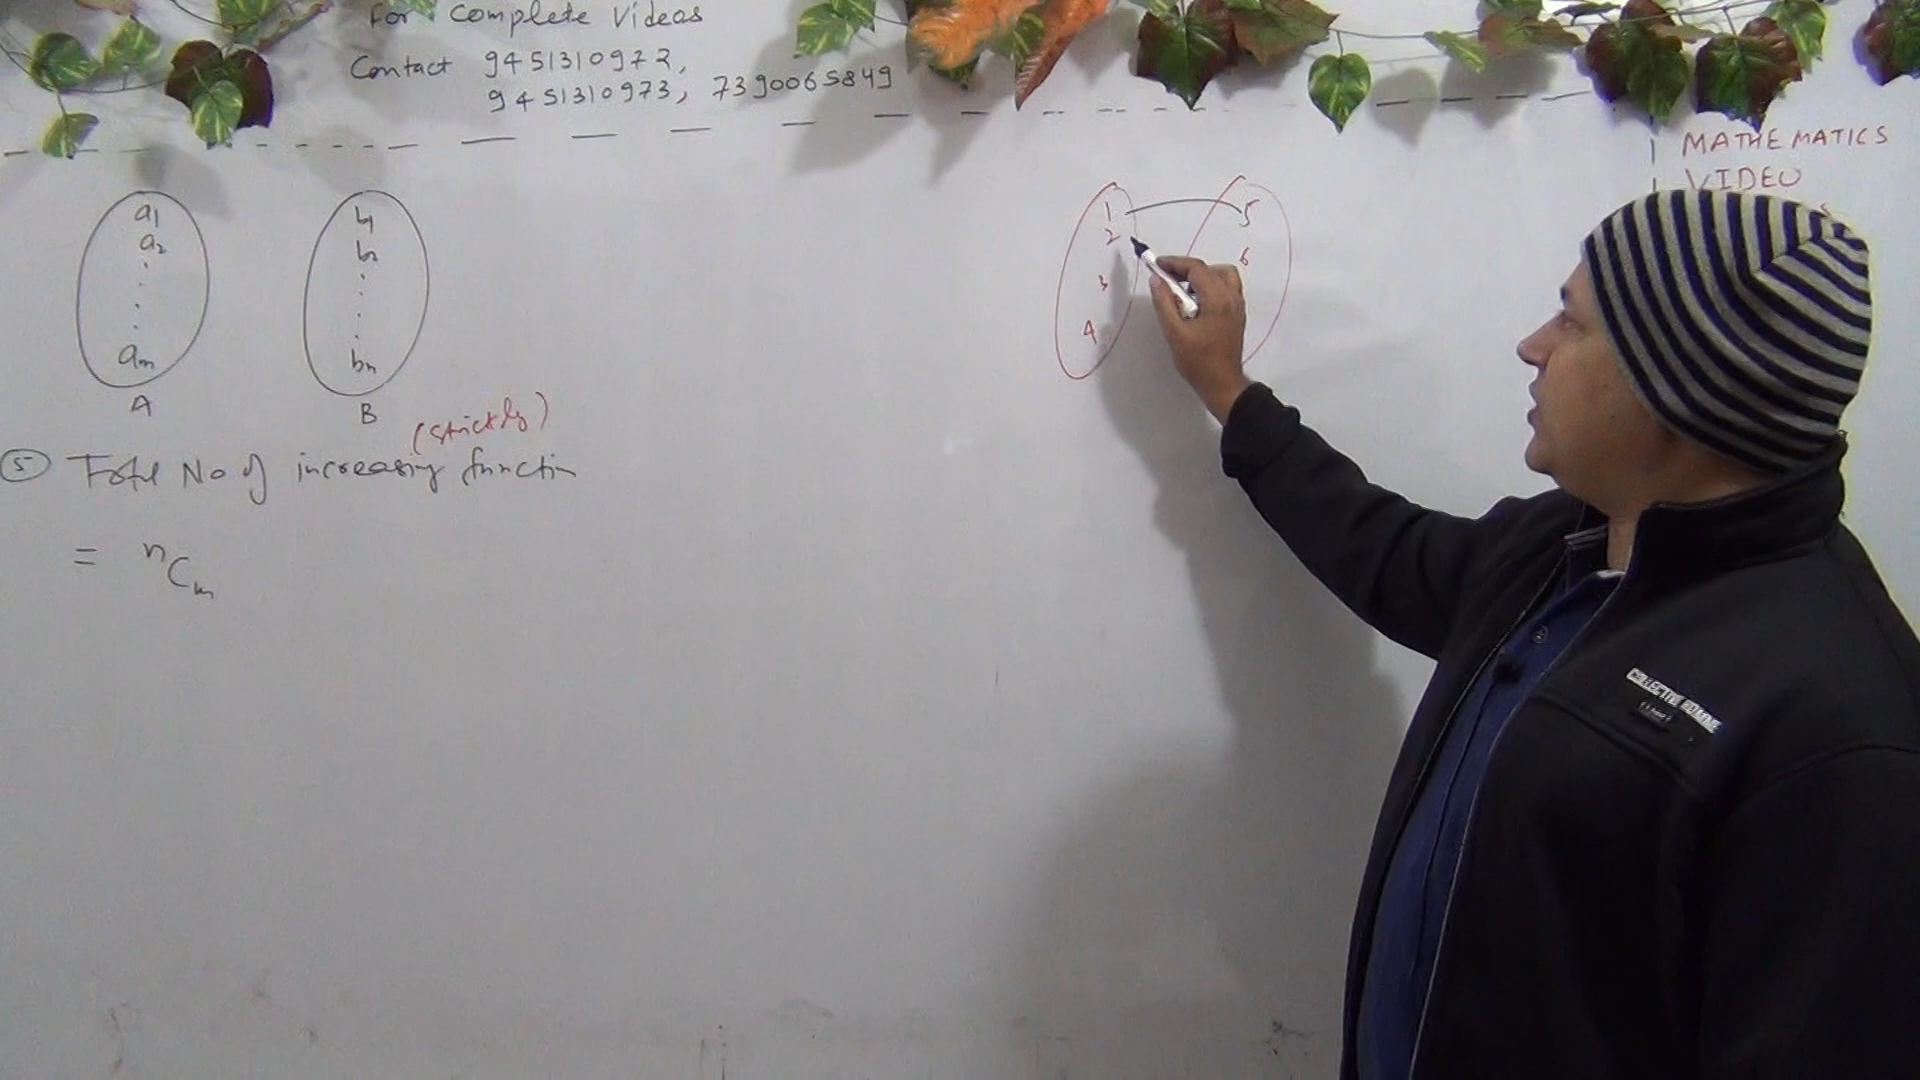 For Complete Videos
Contact 9451310972,
9451310973, 7390065849
MATHEMATICS
VIDEO
a1
a2
am
A
b1
b2
bn
B
1
2
3
4
5
6
(strictly)
5 Total No of increasing function
= nCm